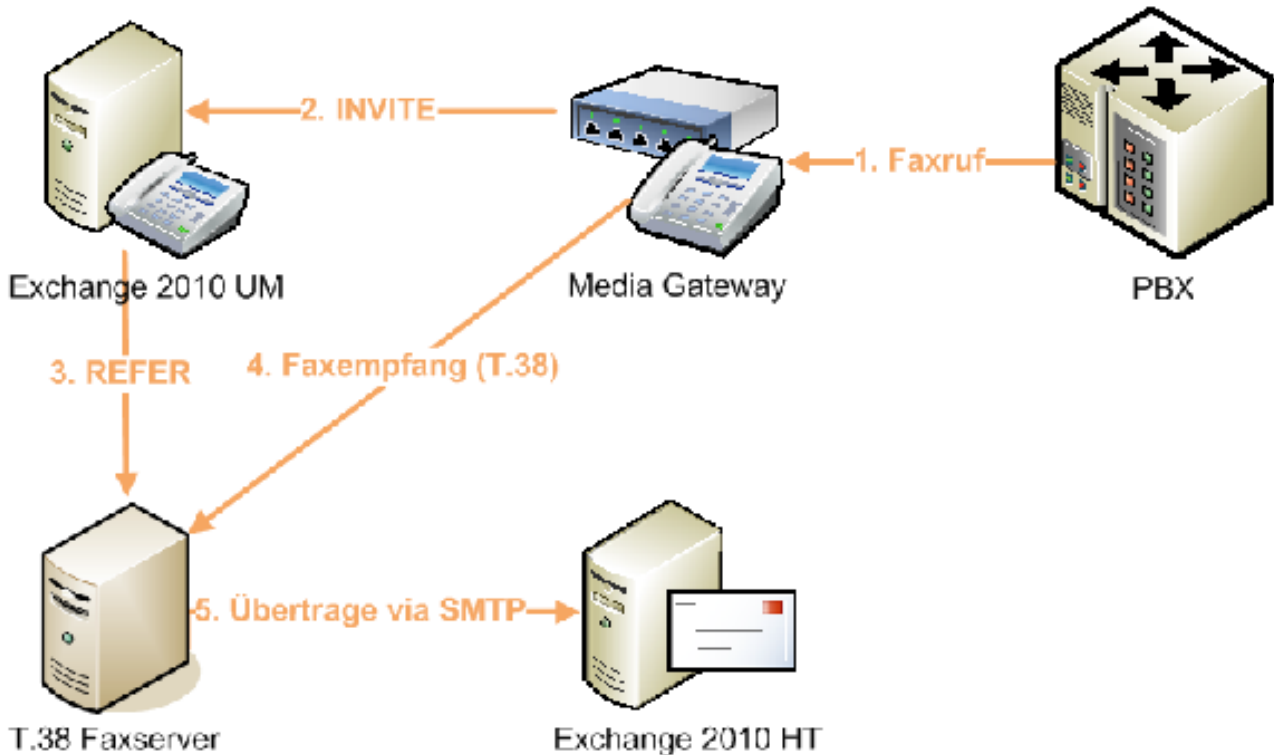 2. INVITE
1. Faxruf
Exchange 2010 UM
Media Gateway
PBX
3. REFER
4. Faxempfang (T.38)
5. Übertrage via SMTP
T.38 Faxserver
Exchange 2010 HT